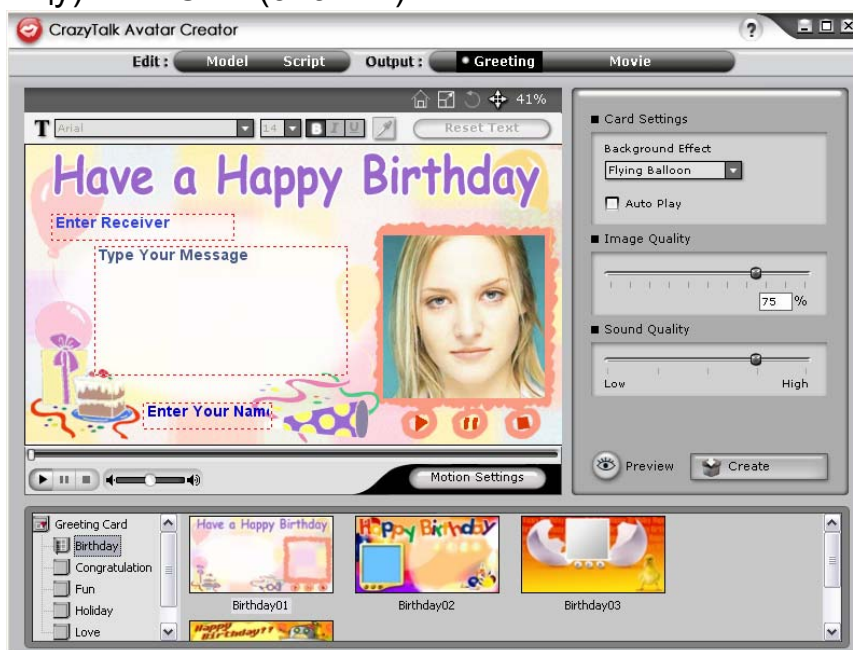 CrazyTalk Avatar Creator
?
Edit : Model Script Output : Greeting Movie
41%
T Arial 14 B I U Reset Text
Have a Happy Birthday
Enter Receiver
Type Your Message
Enter Your Nam
Motion Settings
Card Settings
Background Effect
Flying Balloon
Auto Play
Image Quality
75 %
Sound Quality
Low High
Preview Create
Greeting Card
Birthday
Congratulation
Fun
Holiday
Love
Have a Happy Birthday
Birthday01
Happy Birthday
Birthday02
Birthday03
Happy Birthday??